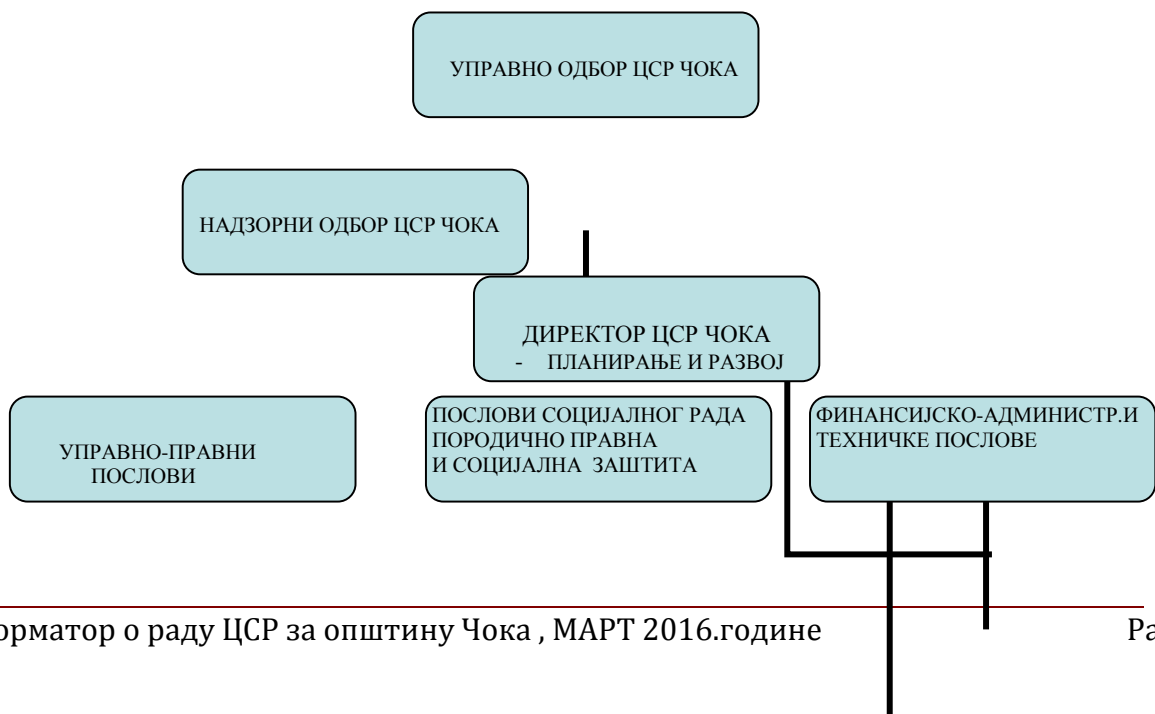 УПРАВНО ОДБОР ЦСР ЧОКА
НАДЗОРНИ ОДБОР ЦСР ЧОКА
ДИРЕКТОР ЦСР ЧОКА
- ПЛАНИРАЊЕ И РАЗВОЈ
УПРАВНО-ПРАВНИ
ПОСЛОВИ
ПОСЛОВИ СОЦИЈАЛНОГ РАДА
ПОРОДИЧНО ПРАВНА
И СОЦИЈАЛНА ЗАШТИТА
ФИНАНСИЈСКО-АДМИНИСТР.И
ТЕХНИЧКЕ ПОСЛОВЕ
орматор о раду ЦСР за општину Чока , МАРТ 2016.године Ра